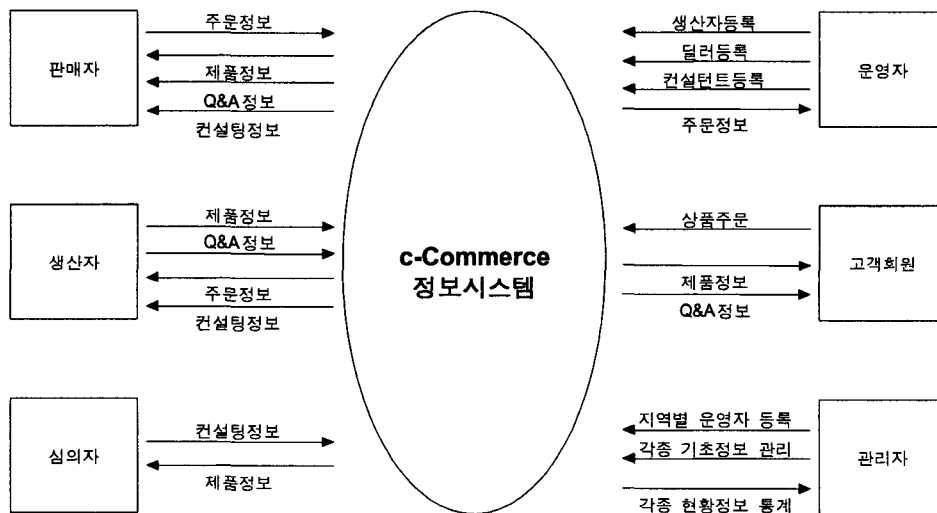 판매자
주문정보
제품정보
Q&A정보
컨설팅정보
생산자등록
딜러등록
컨설턴트등록
주문정보
운영자
생산자
제품정보
Q&A정보
주문정보
컨설팅정보
c-Commerce
정보시스템
상품주문
제품정보
Q&A정보
고객회원
심의자
컨설팅정보
제품정보
지역별 운영자 등록
각종 기초정보 관리
각종 현황정보 통계
관리자